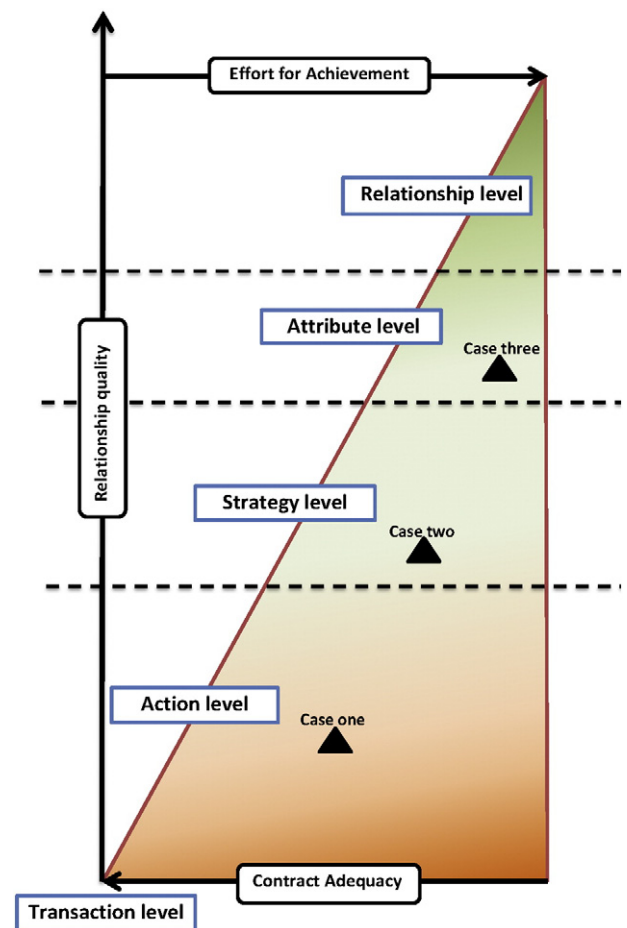 Effort for Achievement
Relationship level
Attribute level
Case three
Relationship quality
Strategy level
Case two
Action level
Case one
Contract Adequacy
Transaction level